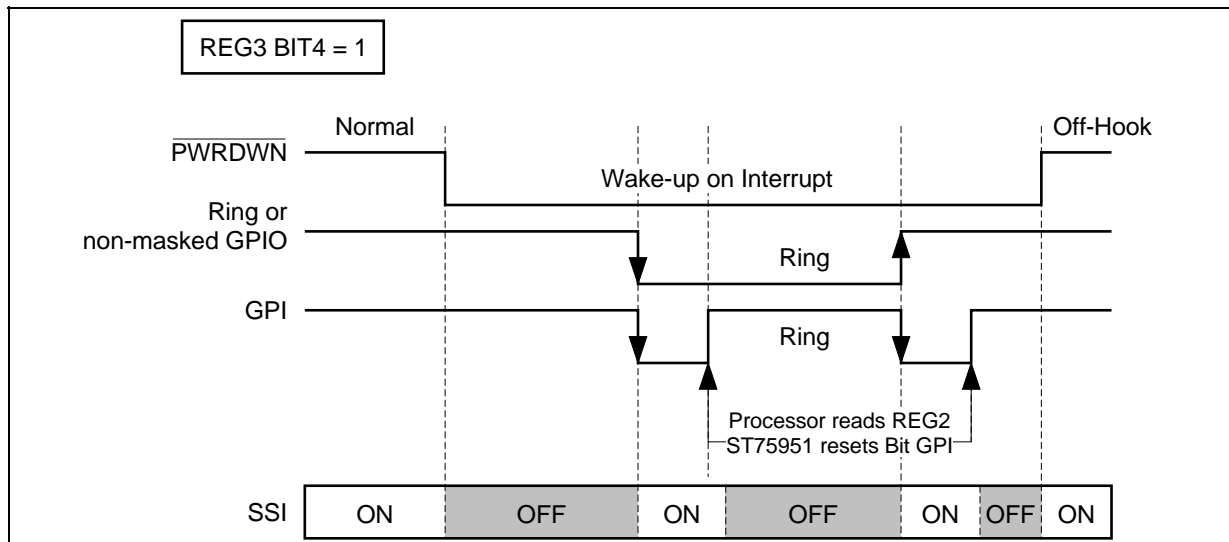 REG3 BIT4 = 1
Normal
Off-Hook
PWRDWN
Wake-up on Interrupt
Ring or
non-masked GPIO
Ring
GPI
Ring
Processor reads REG2
ST75951 resets Bit GPI
SSI ON OFF ON OFF ON OFF ON